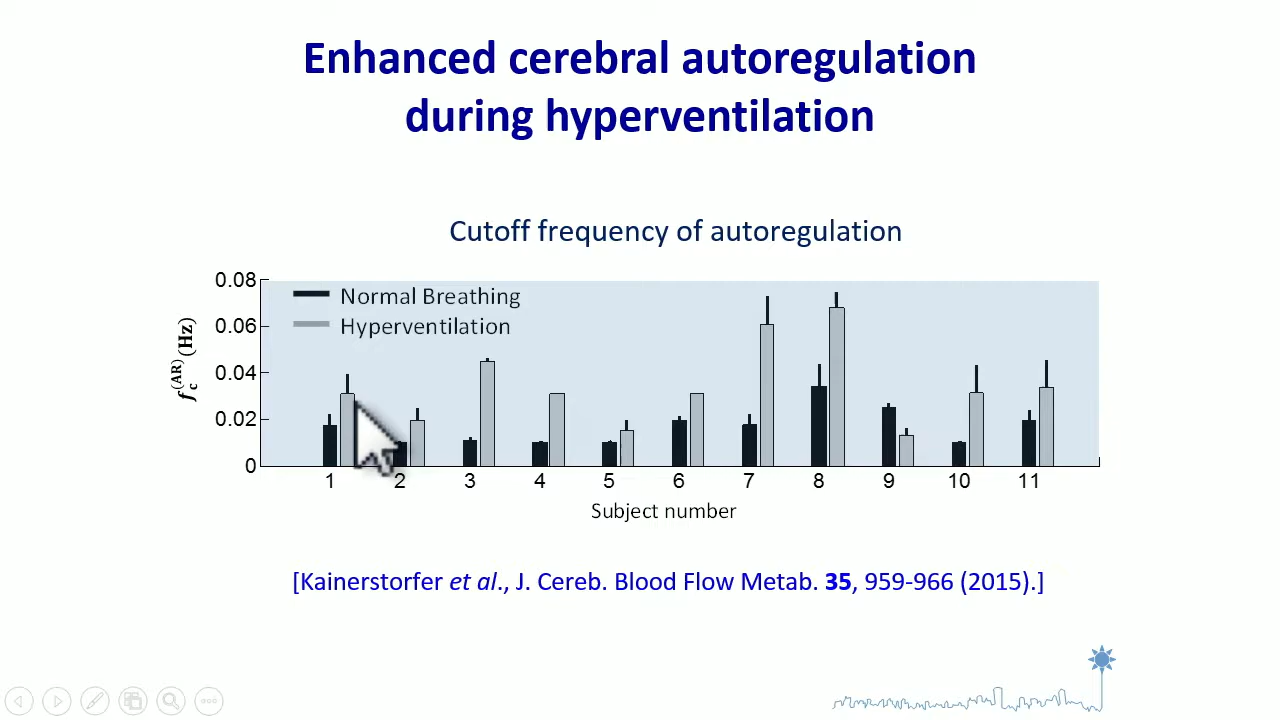 Enhanced cerebral autoregulation
during hyperventilation
Cutoff frequency of autoregulation
0.08
0.06
0.04
0.02
0
f_c^(AR) (Hz)
Normal Breathing
Hyperventilation
1 2 3 4 5 6 7 8 9 10 11
Subject number
[Kainerstorfer et al., J. Cereb. Blood Flow Metab. 35, 959-966 (2015).]